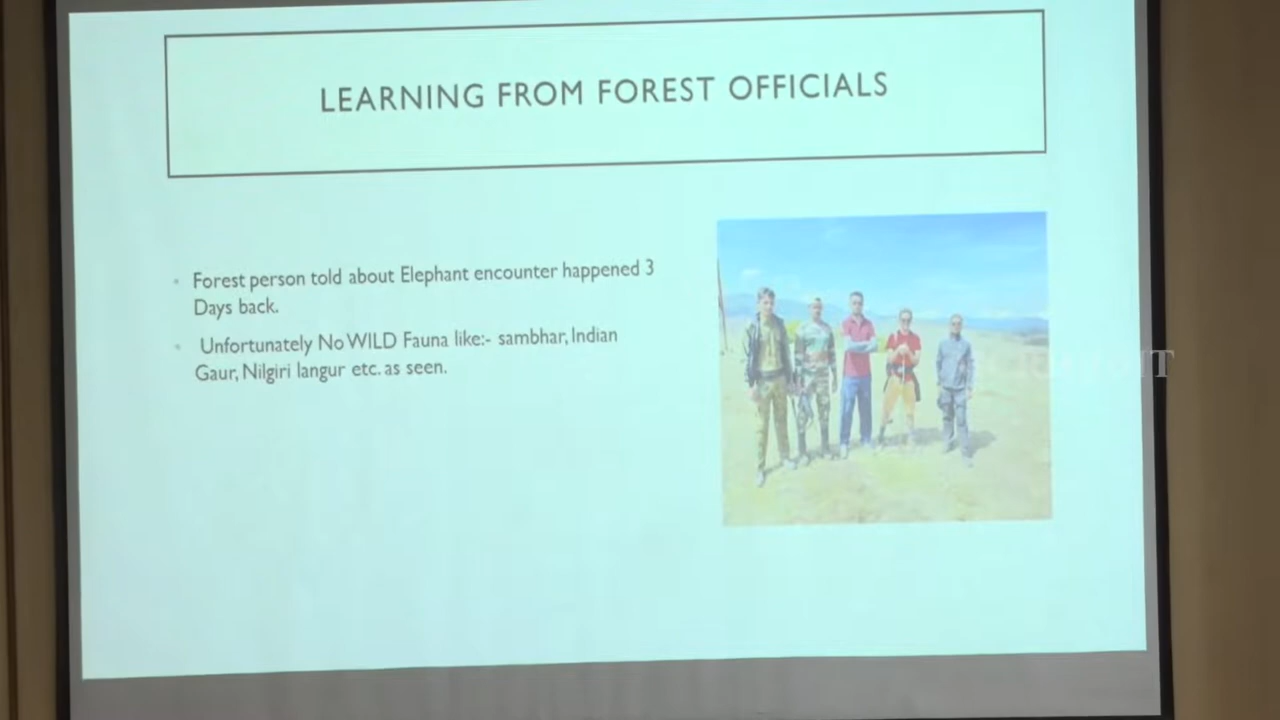 LEARNING FROM FOREST OFFICIALS
Forest person told about Elephant encounter happened 3
Days back.
Unfortunately No WILD Fauna like:- sambhar, Indian
Gaur, Nilgiri langur etc. as seen.